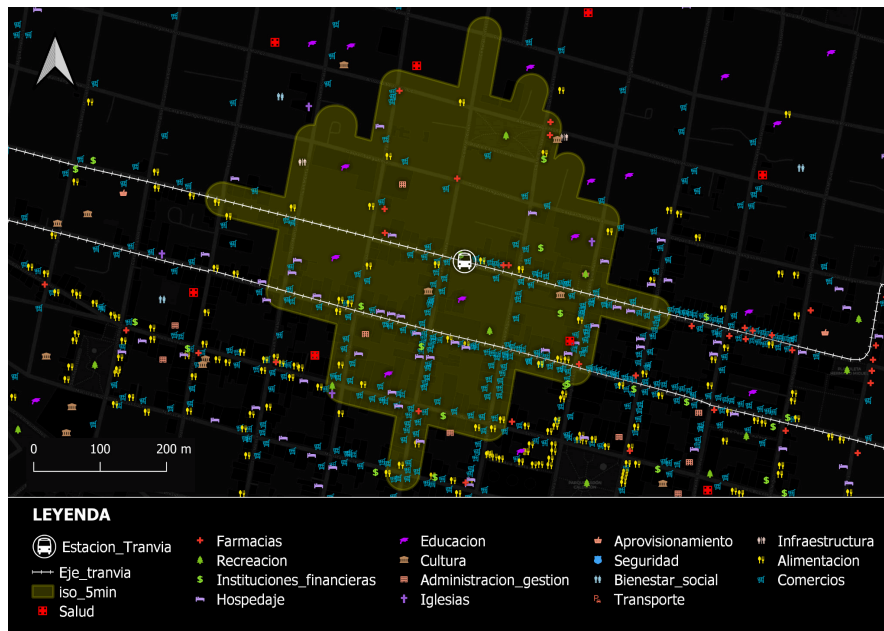 0 100 200 m
LEYENDA
Estacion_Tranvia
Eje_tranvia
iso_5min
Salud
Farmacias
Recreacion
Instituciones_financieras
Hospedaje
Educacion
Cultura
Administracion_gestion
Iglesias
Aprovisionamiento
Seguridad
Bienestar_social
Transporte
Infraestructura
Alimentacion
Comercios